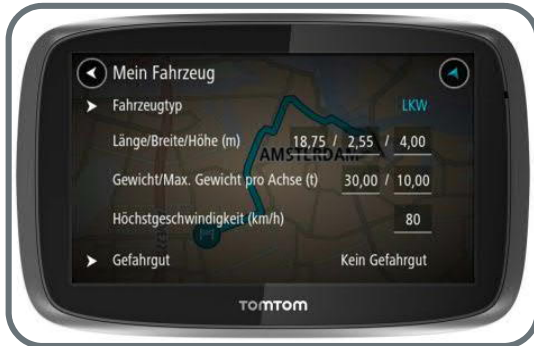 Mein Fahrzeug
Fahrzeugtyp LKW
Länge/Breite/Höhe (m) 18,75 / 2,55 / 4,00
AMSTERDAM
Gewicht/Max. Gewicht pro Achse (t) 30,00 / 10,00
Höchstgeschwindigkeit (km/h) 80
Gefahrgut Kein Gefahrgut
TOMTOM